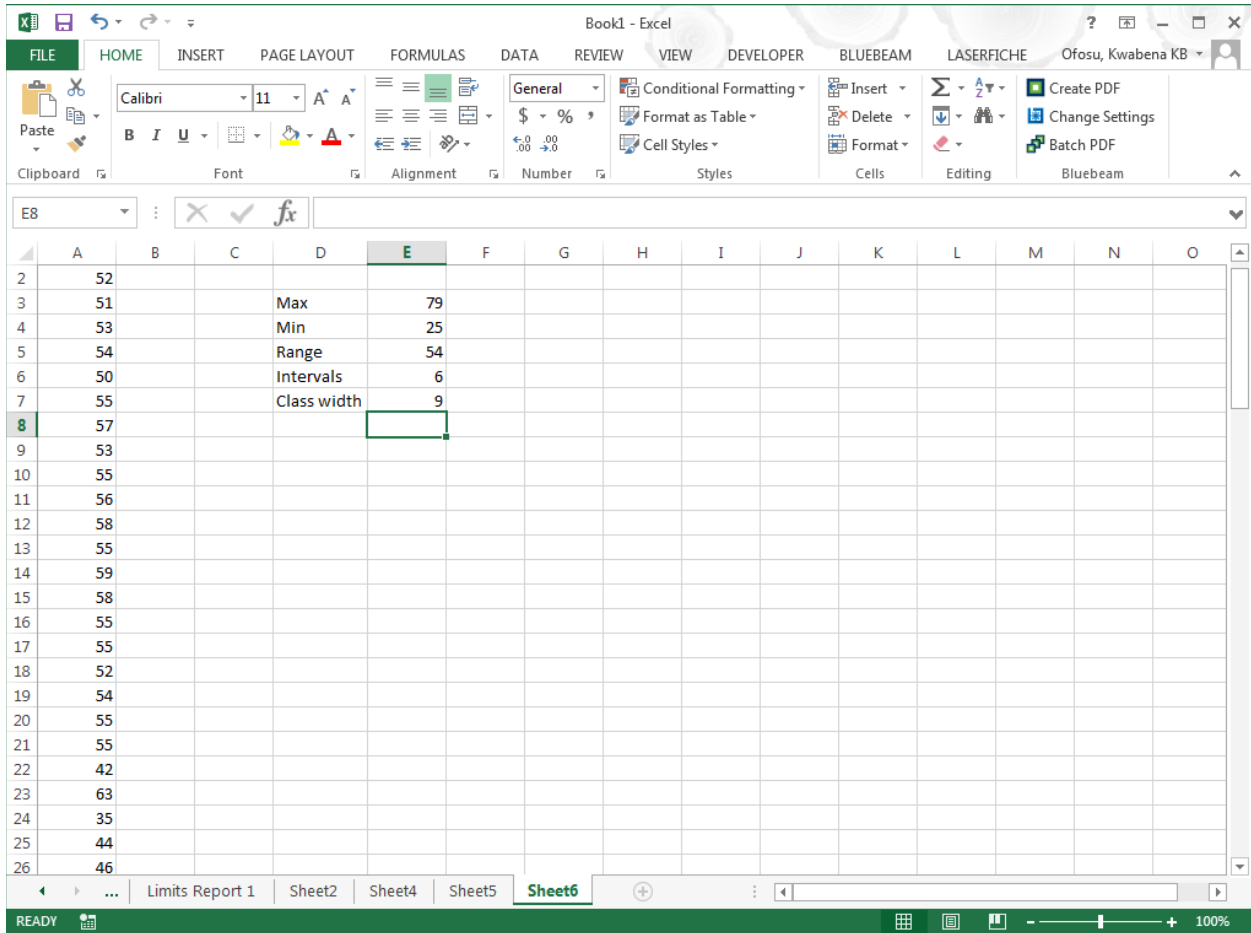 Book1 - Excel
FILE HOME INSERT PAGE LAYOUT FORMULAS DATA REVIEW VIEW DEVELOPER BLUEBEAM LASERFICHE Ofosu, Kwabena KB
Paste
Calibri 11 A A
B I U A
General
$ % ,
Conditional Formatting
Format as Table
Cell Styles
Insert
Delete
Format
Create PDF
Change Settings
Batch PDF
Clipboard Font Alignment Number Styles Cells Editing Bluebeam
E8 fx
A B C D E F G H I J K L M N O
2 52
3 51 Max 79
4 53 Min 25
5 54 Range 54
6 50 Intervals 6
7 55 Class width 9
8 57
9 53
10 55
11 56
12 58
13 55
14 59
15 58
16 55
17 55
18 52
19 54
20 55
21 55
22 42
23 63
24 35
25 44
26 46
... Limits Report 1 Sheet2 Sheet4 Sheet5 Sheet6
READY 100%